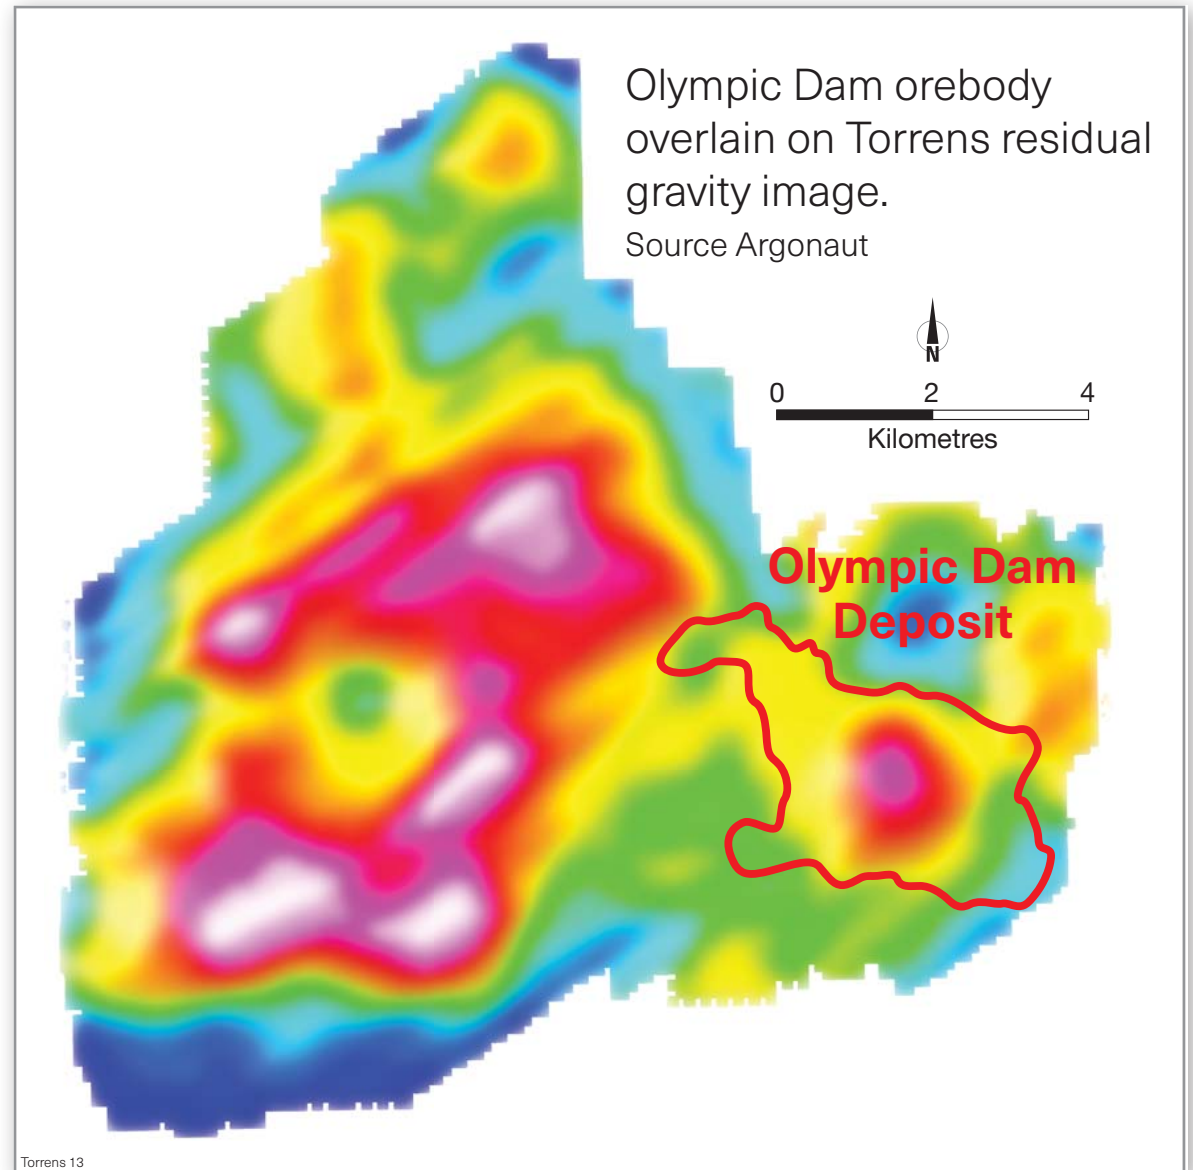 Olympic Dam orebody
overlain on Torrens residual
gravity image.
Source Argonaut
N
0 2 4
Kilometres
Olympic Dam
Deposit
Torrens 13